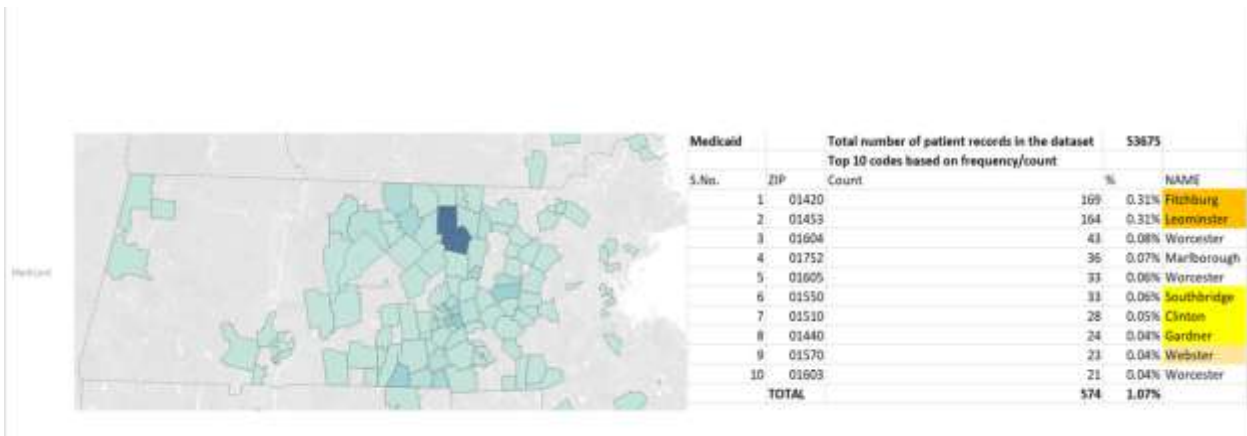 Medicaid
Medicaid Total number of patient records in the dataset 53675
Top 10 codes based on frequency/count
S.No. ZIP Count % NAME
1 01420 169 0.31% Fitchburg
2 01453 164 0.31% Leominster
3 01604 43 0.08% Worcester
4 01752 36 0.07% Marlborough
5 01605 33 0.06% Worcester
6 01550 33 0.06% Southbridge
7 01510 28 0.05% Clinton
8 01440 24 0.04% Gardner
9 01570 23 0.04% Webster
10 01603 21 0.04% Worcester
TOTAL 574 1.07%